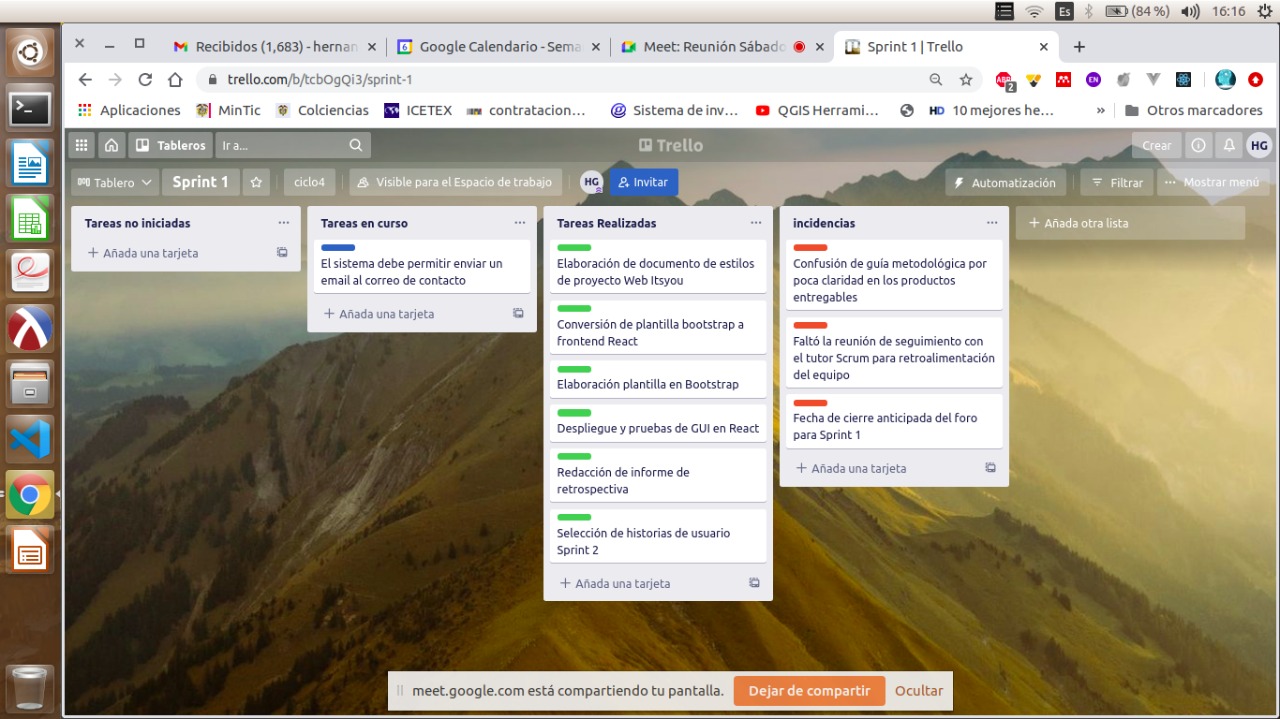 Es (84 %) 16:16
Recibidos (1,683) - hernan
Google Calendario - Sema
Meet: Reunión Sábado
Sprint 1 | Trello
trello.com/b/tcbOgQi3/sprint-1
ABP 2 EN
Aplicaciones MinTic Colciencias ICETEX contratacion... Sistema de inv... QGIS Herrami... HD 10 mejores he... » Otros marcadores
Tableros Ir a... Trello Crear HG
Tablero Sprint 1 ciclo4 Visible para el Espacio de trabajo HG Invitar Automatización Filtrar ... Mostrar menú
Tareas no iniciadas ...
+ Añada una tarjeta
Tareas en curso ...
El sistema debe permitir enviar un
email al correo de contacto
+ Añada una tarjeta
Tareas Realizadas ...
Elaboración de documento de estilos
de proyecto Web Itsyou
Conversión de plantilla bootstrap a
frontend React
Elaboración plantilla en Bootstrap
Despliegue y pruebas de GUI en React
Redacción de informe de
retrospectiva
Selección de historias de usuario
Sprint 2
+ Añada una tarjeta
incidencias ...
Confusión de guía metodológica por
poca claridad en los productos
entregables
Faltó la reunión de seguimiento con
el tutor Scrum para retroalimentación
del equipo
Fecha de cierre anticipada del foro
para Sprint 1
+ Añada una tarjeta
+ Añada otra lista
meet.google.com está compartiendo tu pantalla. Dejar de compartir Ocultar